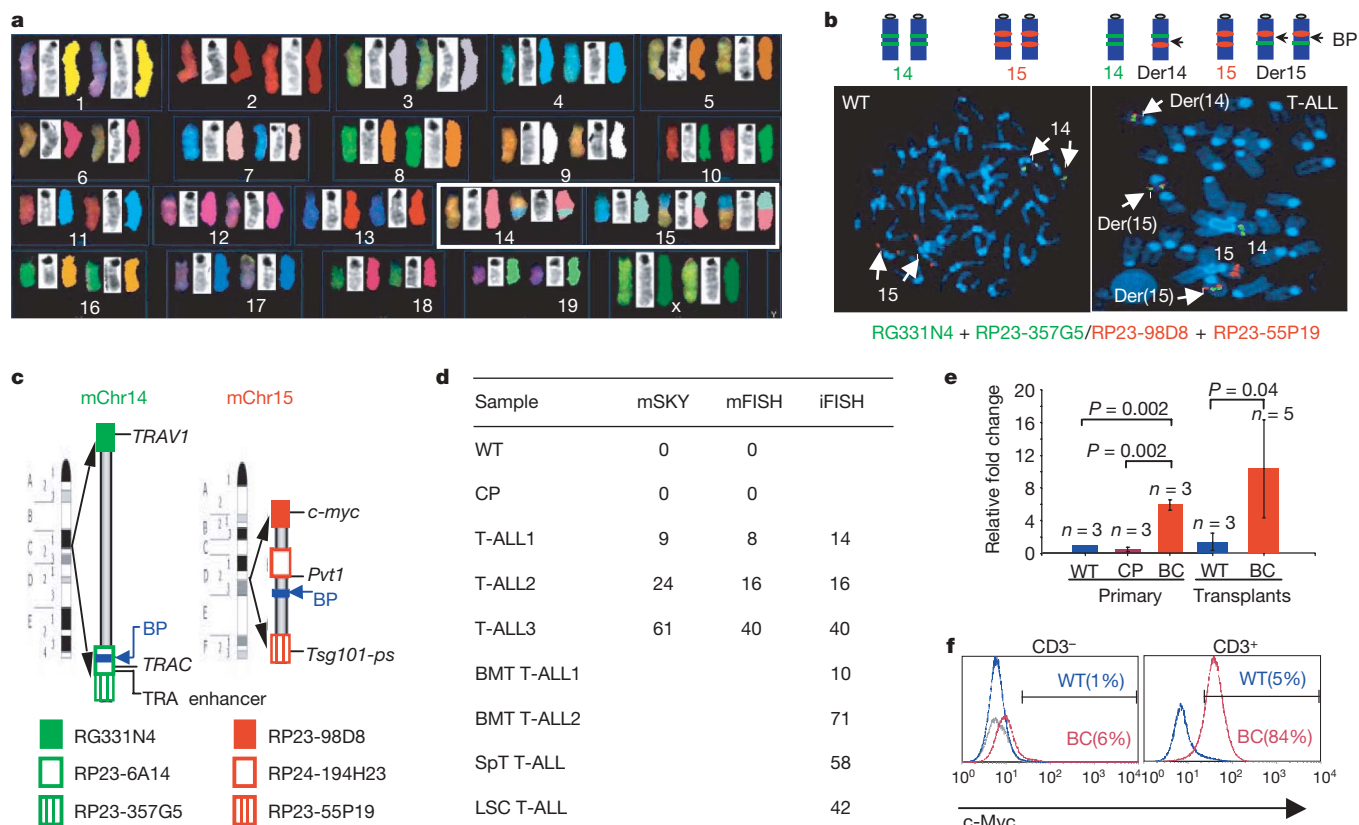 a
1 2 3 4 5
6 7 8 9 10
11 12 13 14 15
16 17 18 19 X Y
b
14 15 14 Der14 15 Der15 BP
WT
14
15
T-ALL
Der(14)
Der(15)
15 14
Der(15)
RG331N4 + RP23-357G5/RP23-98D8 + RP23-55P19
c
mChr14 mChr15
TRAV1
BP
TRAC
TRA enhancer
c-myc
Pvt1
BP
Tsg101-ps
RG331N4 RP23-98D8
RP23-6A14 RP24-194H23
RP23-357G5 RP23-55P19
d
Sample mSKY mFISH iFISH
WT 0 0
CP 0 0
T-ALL1 9 8 14
T-ALL2 24 16 16
T-ALL3 61 40 40
BMT T-ALL1 10
BMT T-ALL2 71
SpT T-ALL 58
LSC T-ALL 42
e
Relative fold change
20
16
12
8
4
0
P = 0.002
P = 0.002
P = 0.04
n = 3 n = 3 n = 3 n = 3 n = 5
WT CP BC WT BC
Primary Transplants
f
CD3⁻ CD3⁺
WT(1%) WT(5%)
BC(6%) BC(84%)
10⁰ 10¹ 10² 10³ 10⁴ 10⁰ 10¹ 10² 10³ 10⁴
c-Myc